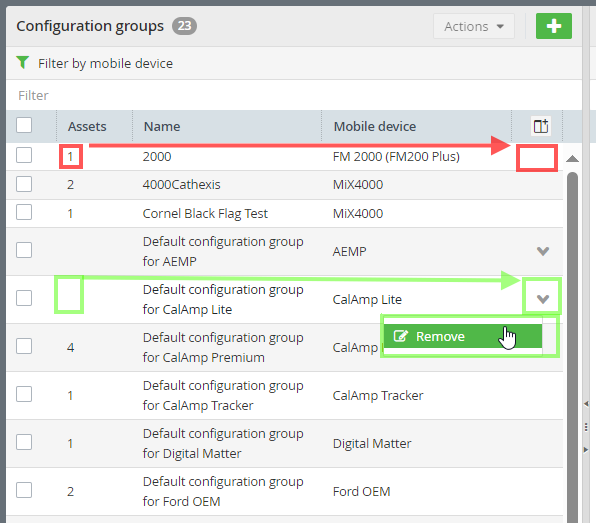 Configuration groups 23 Actions
Filter by mobile device
Filter
Assets Name Mobile device
1 2000 FM 2000 (FM200 Plus)
2 4000Cathexis MiX4000
1 Cornel Black Flag Test MiX4000
Default configuration group
for AEMP
AEMP
Default configuration group
for CalAmp Lite
CalAmp Lite
Remove
4 Default configuration group
for CalAmp Premium
CalAmp
1 Default configuration group
for CalAmp Tracker
CalAmp Tracker
1 Default configuration group
for Digital Matter
Digital Matter
2 Default configuration group
for Ford OEM
Ford OEM